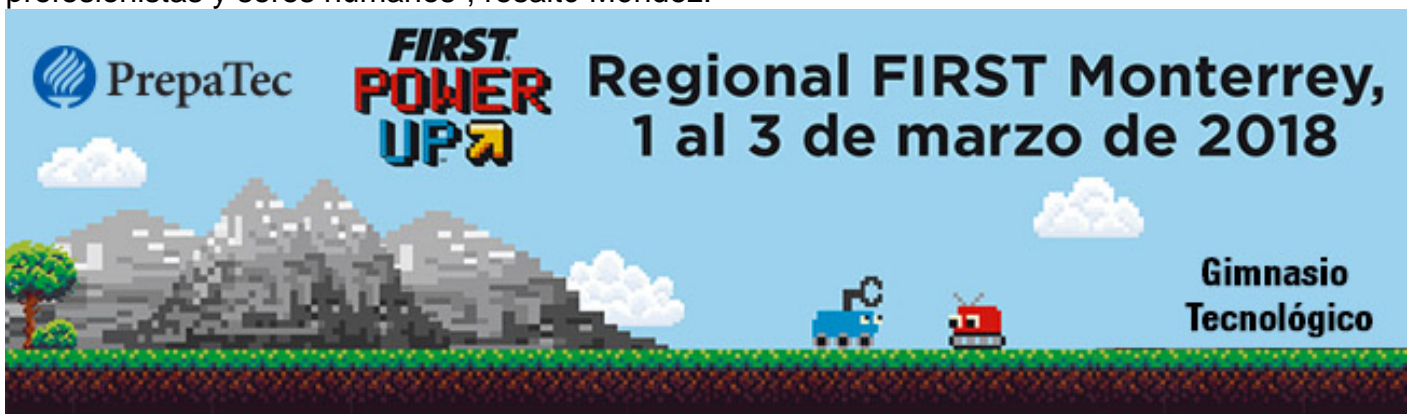 PrepaTec
FIRST
POWER
UP
Regional FIRST Monterrey,
1 al 3 de marzo de 2018
Gimnasio
Tecnológico